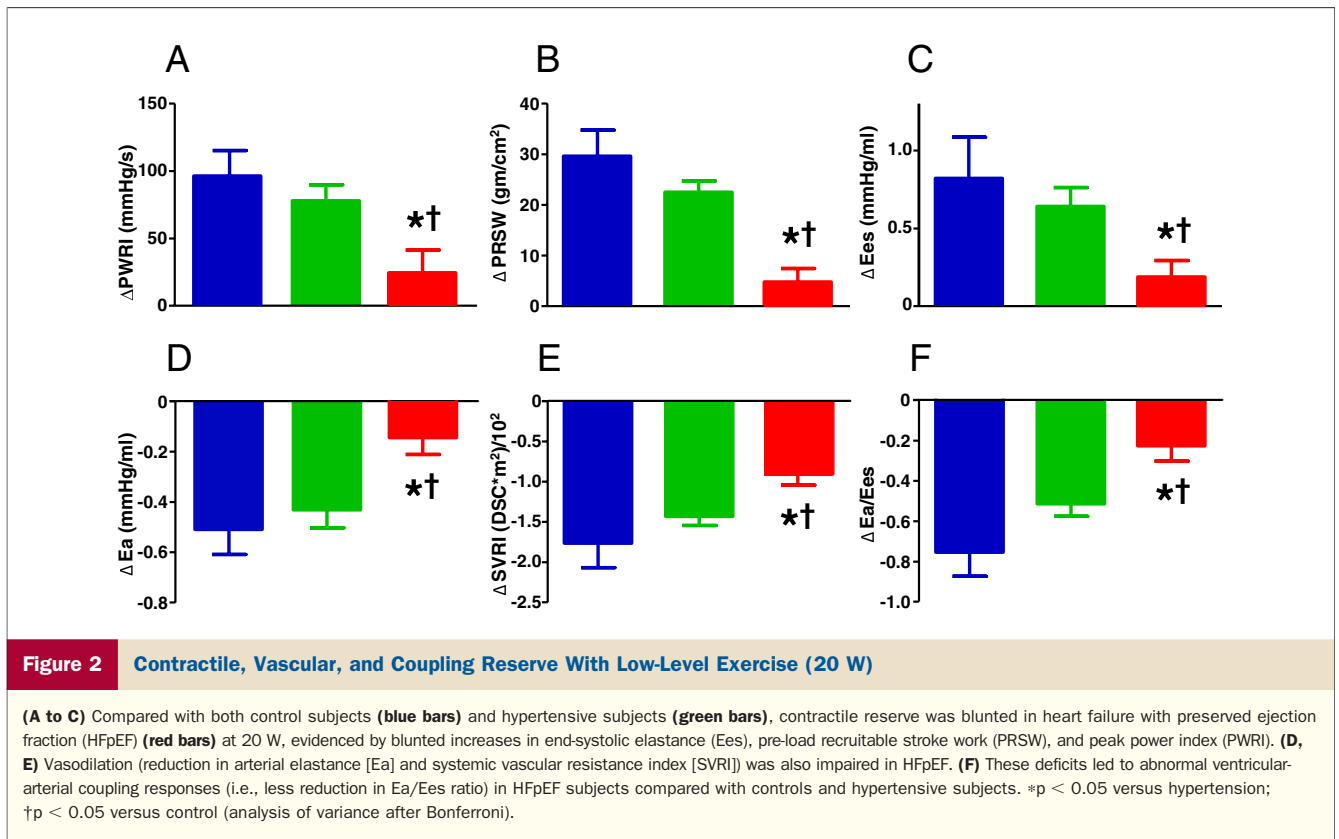 A
B
C
150
100
50
0
ΔPWRI (mmHg/s)
*†
40
30
20
10
0
Δ PRSW (gm/cm²)
*†
1.0
0.5
0
Δ Ees (mmHg/ml)
*†
D
E
F
0
-0.2
-0.4
-0.6
-0.8
Δ Ea (mmHg/ml)
*†
0
-0.5
-1.0
-1.5
-2.0
-2.5
Δ SVRI (DSC*m²)/10²
*†
0
-0.2
-0.4
-0.6
-0.8
-1.0
Δ Ea/Ees
*†
Figure 2 Contractile, Vascular, and Coupling Reserve With Low-Level Exercise (20 W)
(A to C) Compared with both control subjects (blue bars) and hypertensive subjects (green bars), contractile reserve was blunted in heart failure with preserved ejection
fraction (HFpEF) (red bars) at 20 W, evidenced by blunted increases in end-systolic elastance (Ees), pre-load recruitable stroke work (PRSW), and peak power index (PWRI). (D,
E) Vasodilation (reduction in arterial elastance [Ea] and systemic vascular resistance index [SVRI]) was also impaired in HFpEF. (F) These deficits led to abnormal ventricular-
arterial coupling responses (i.e., less reduction in Ea/Ees ratio) in HFpEF subjects compared with controls and hypertensive subjects. *p < 0.05 versus hypertension;
†p < 0.05 versus control (analysis of variance after Bonferroni).